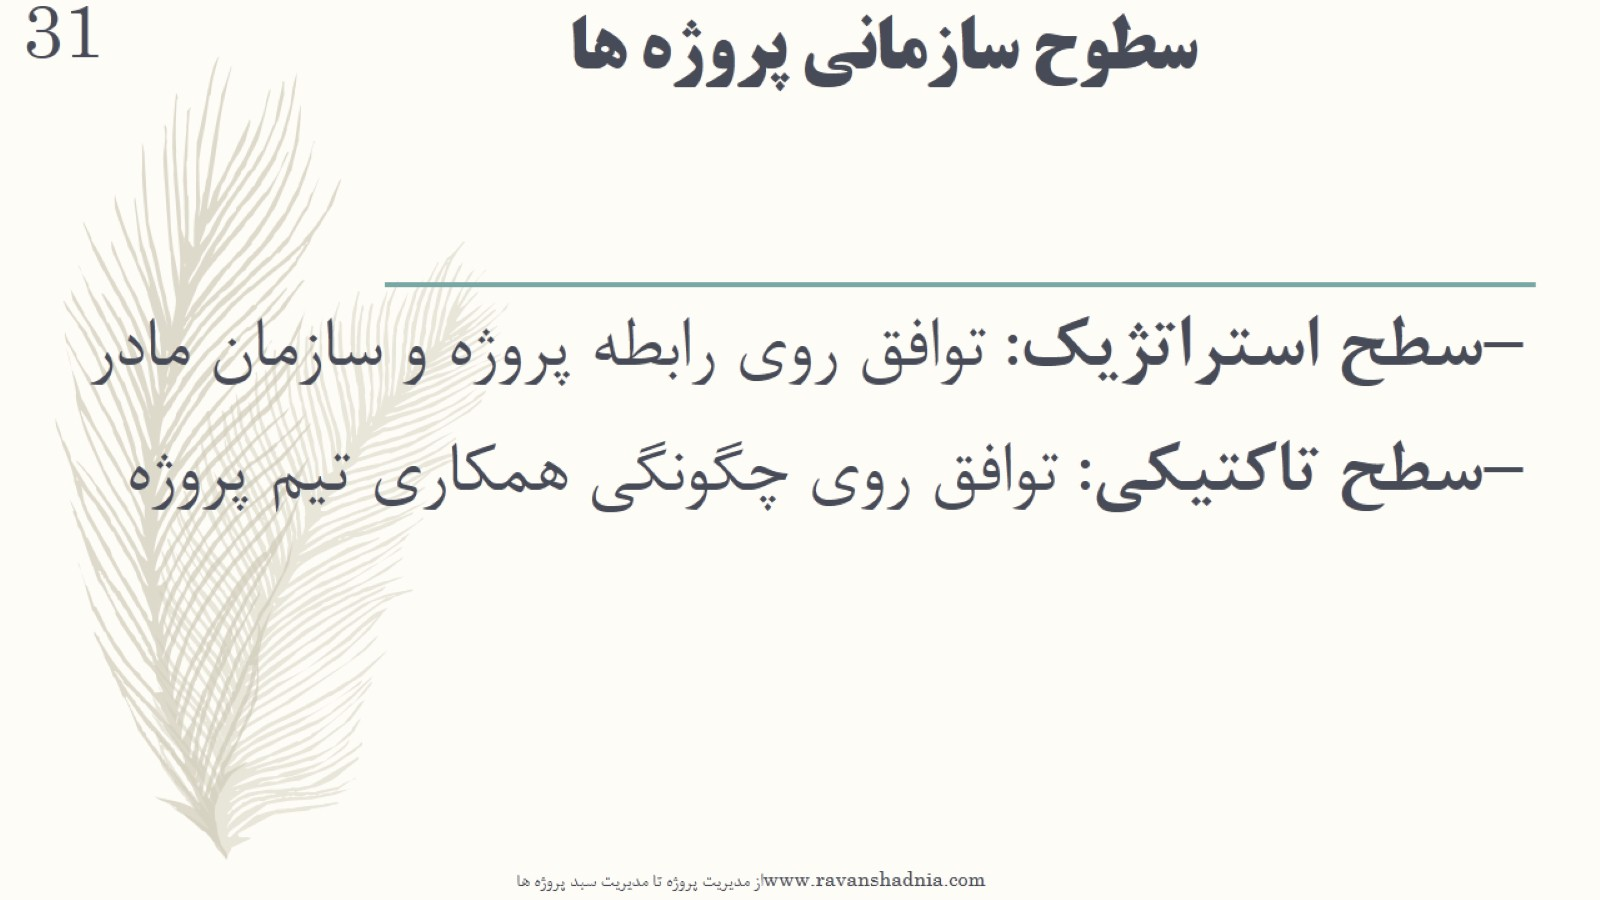 31
سطوح سازمانی پروژه ها
–سطح استراتژیک: توافق روی رابطه پروژه و سازمان مادر
–سطح تاکتیکی: توافق روی چگونگی همکاری تیم پروژه
www.ravanshadnia.comاز مدیریت پروژه تا مدیریت سبد پروژه ها